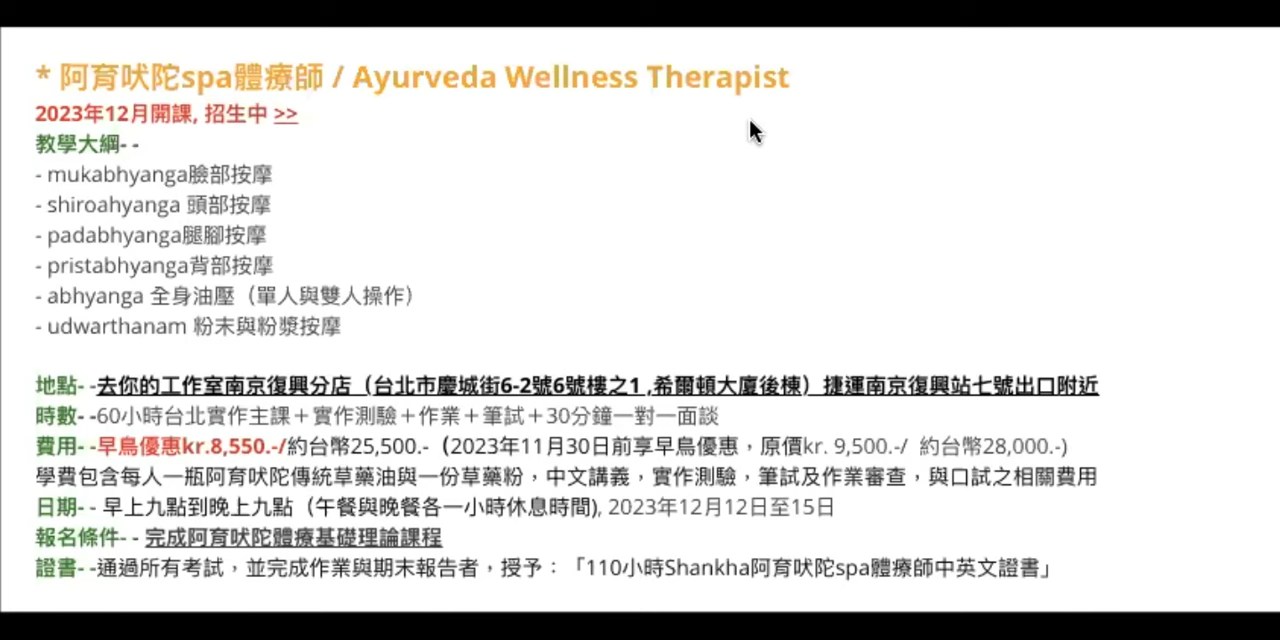 * 阿育吠陀spa體療師 / Ayurveda Wellness Therapist
2023年12月開課, 招生中 >>
教學大綱- -
- mukabhyanga臉部按摩
- shiroahyanga 頭部按摩
- padabhyanga腿腳按摩
- pristabhyanga背部按摩
- abhyanga 全身油壓（單人與雙人操作）
- udwarthanam 粉末與粉漿按摩
地點- -去你的工作室南京復興分店（台北市慶城街6-2號6號樓之1 ,希爾頓大廈後棟）捷運南京復興站七號出口附近
時數- -60小時台北實作主課＋實作測驗＋作業＋筆試＋30分鐘一對一面談
費用- -早鳥優惠kr.8,550.-/約台幣25,500.-（2023年11月30日前享早鳥優惠，原價kr. 9,500.-/ 約台幣28,000.-)
學費包含每人一瓶阿育吠陀傳統草藥油與一份草藥粉，中文講義，實作測驗，筆試及作業審查，與口試之相關費用
日期- - 早上九點到晚上九點（午餐與晚餐各一小時休息時間), 2023年12月12日至15日
報名條件- - 完成阿育吠陀體療基礎理論課程
證書- -通過所有考試，並完成作業與期末報告者，授予：「110小時Shankha阿育吠陀spa體療師中英文證書」